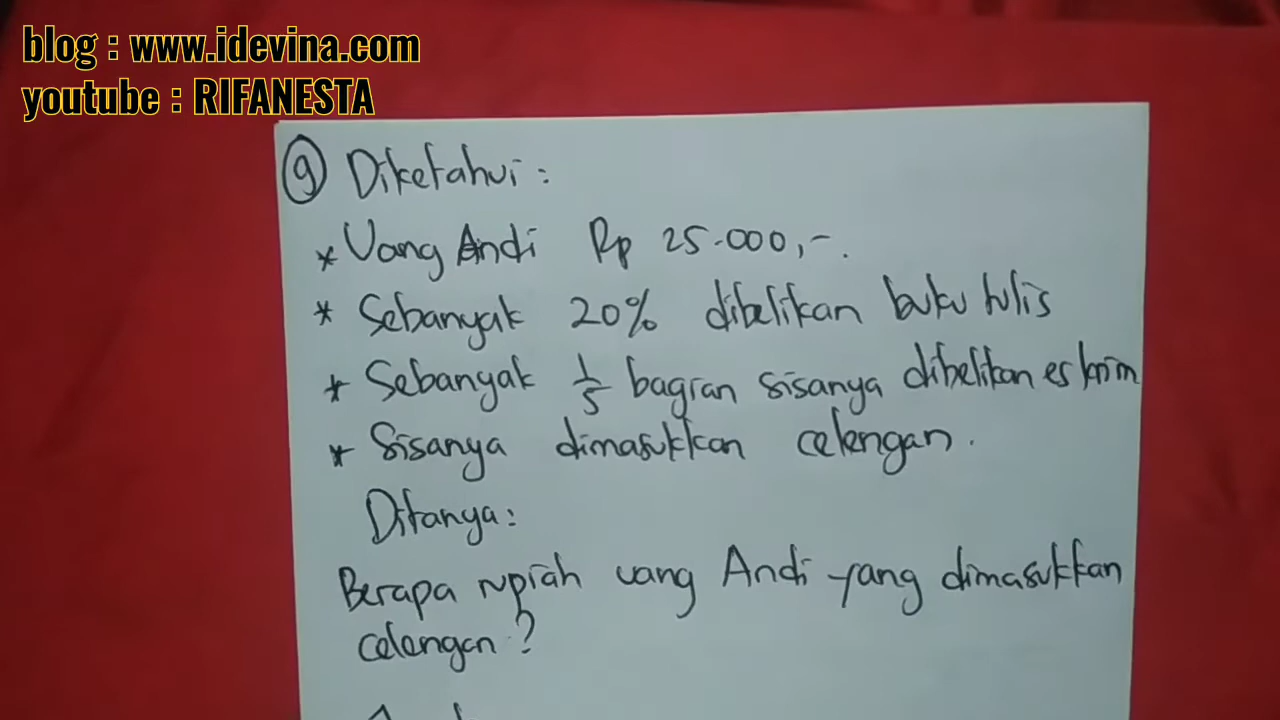 blog : www.idevina.com
youtube : RIFANESTA
9 Diketahui :
* Uang Andi Rp 25.000,-.
* Sebanyak 20% dibelikan buku tulis
* Sebanyak 1/5 bagian sisanya dibelikan es krim
* Sisanya dimasukkan celengan.
Ditanya :
Berapa rupiah uang Andi yang dimasukkan
celengan ?